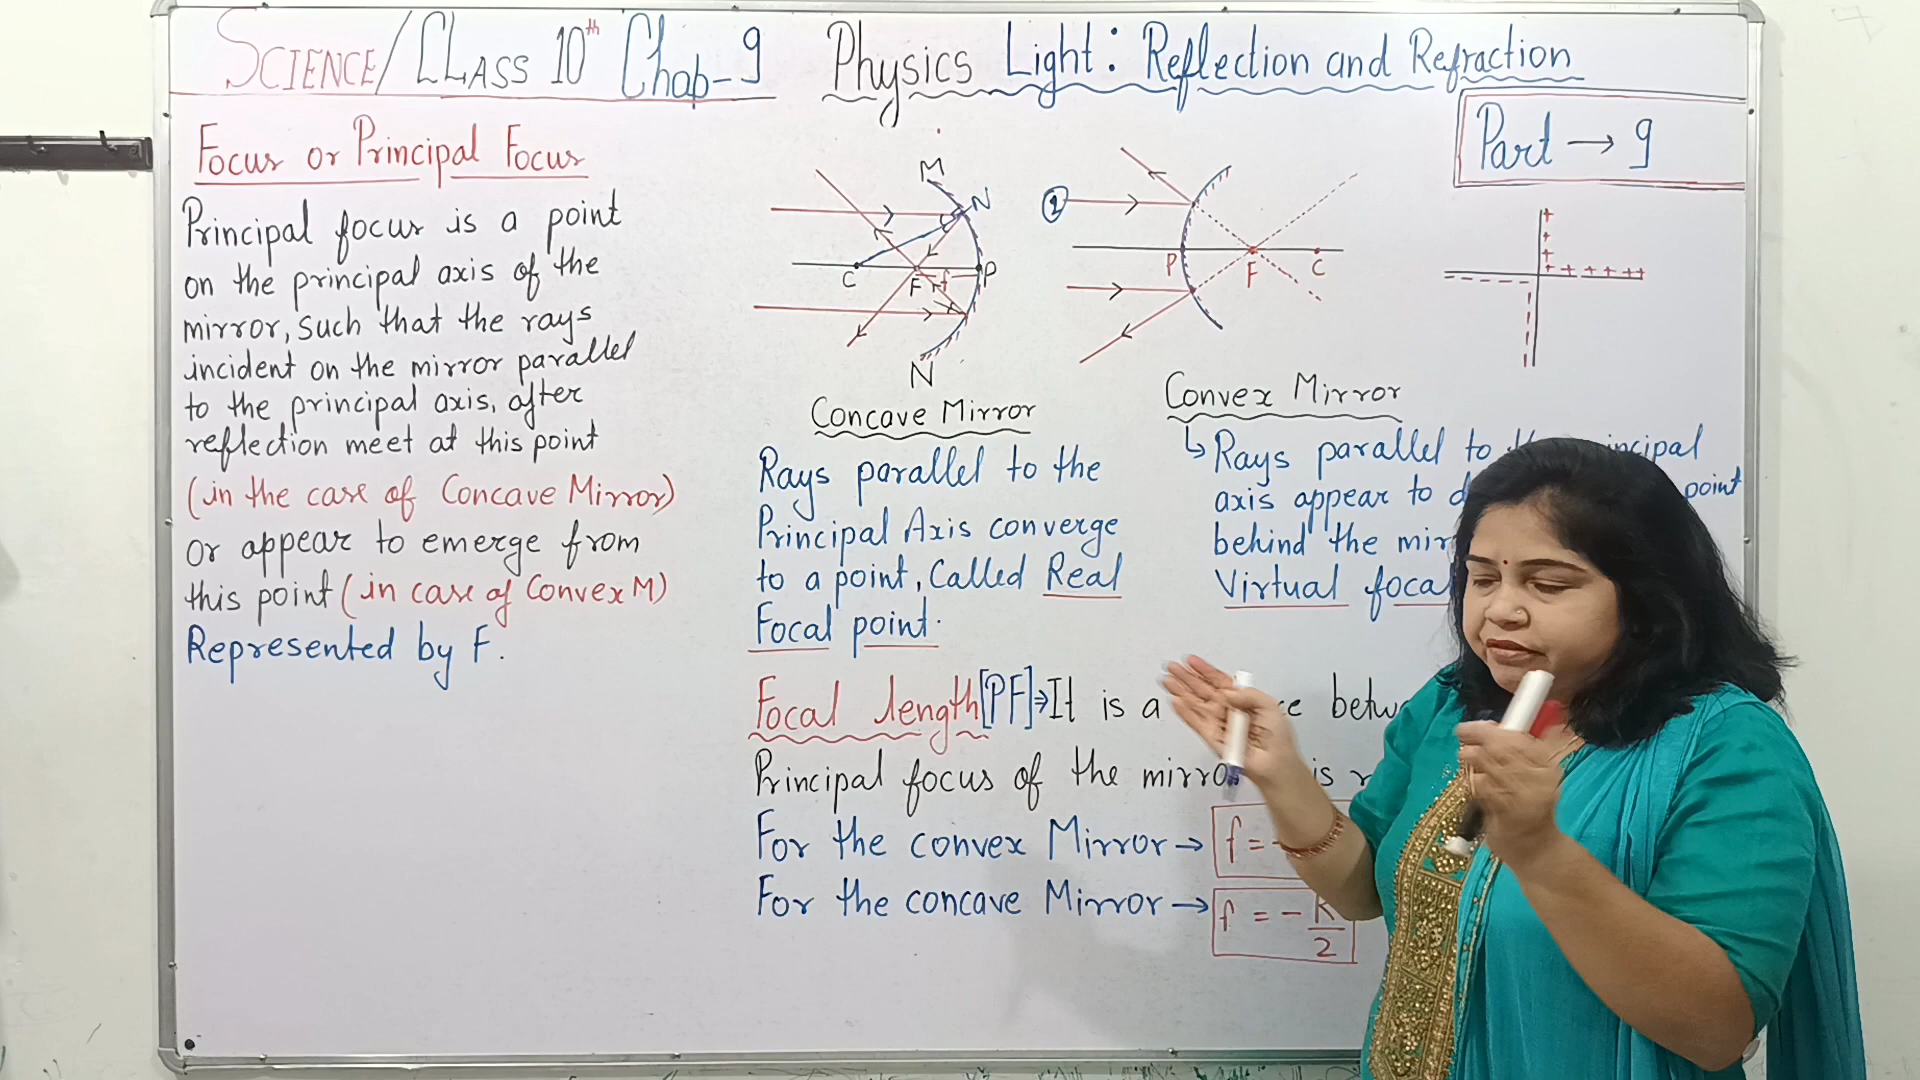 SCIENCE/CLASS 10th Chap-9 Physics Light: Reflection and Refraction
Part → 9
Focus or Principal Focus
Principal focus is a point
on the principal axis of the
mirror, such that the rays
incident on the mirror parallel
to the principal axis, after
reflection meet at this point
(in the case of Concave Mirror)
or appear to emerge from
this point (in case of Convex M)
Represented by F.
M
N
C F f P
N
Concave Mirror
Rays parallel to the
Principal Axis converge
to a point, Called Real
Focal point.
2
P F C
Convex Mirror
↳ Rays parallel to
axis appear to point
behind the
Virtual focal
+
+
+
+
+ + + + + +
Focal length [PF] ⇒ It is a
Principal focus of the is
For the convex Mirror → f =
For the concave Mirror → f = - R/2